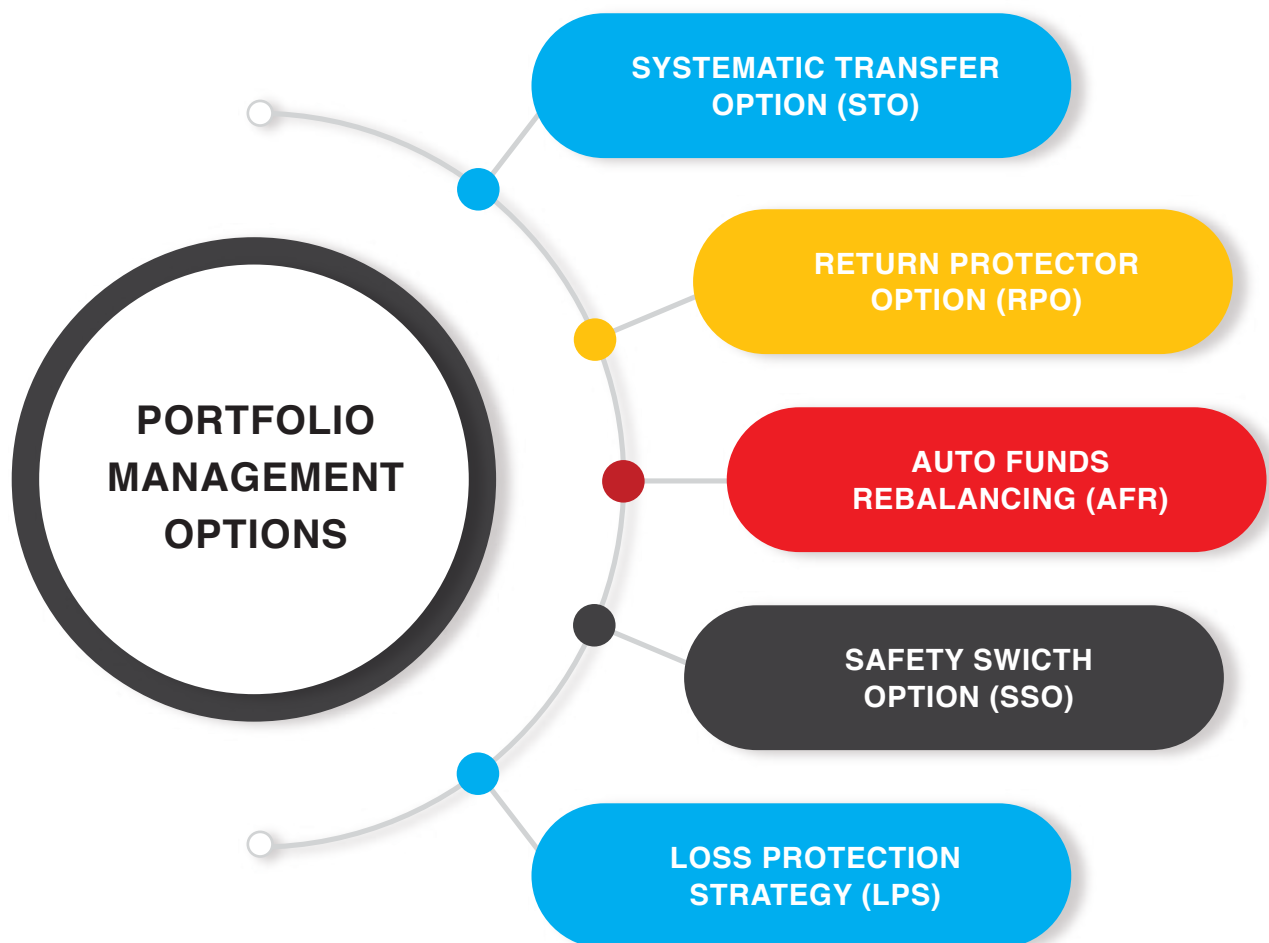 PORTFOLIO
MANAGEMENT
OPTIONS
SYSTEMATIC TRANSFER
OPTION (STO)
RETURN PROTECTOR
OPTION (RPO)
AUTO FUNDS
REBALANCING (AFR)
SAFETY SWICTH
OPTION (SSO)
LOSS PROTECTION
STRATEGY (LPS)